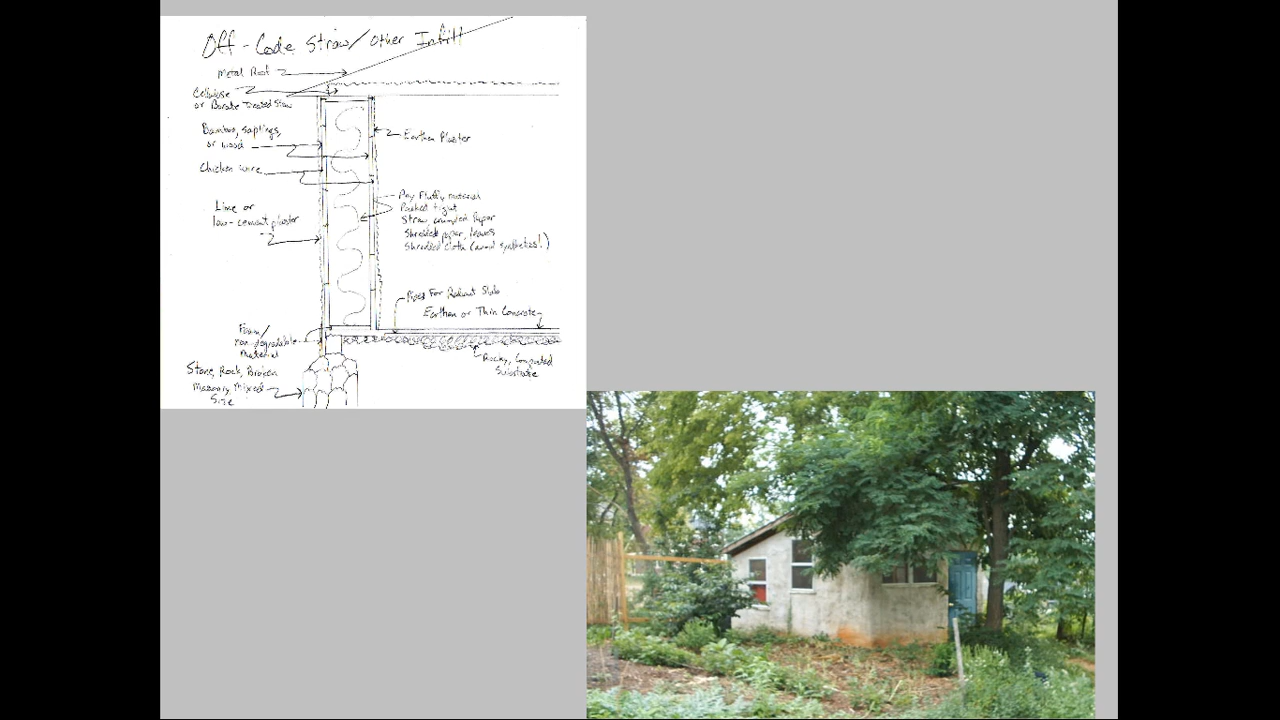 Off-Code Straw/Other Infill
Metal Roof
Cellulose
or Borate Treated Straw
Bamboo, saplings,
or wood
Earthen Plaster
Chicken wire
Any fluffy material
Packed tight
Straw, crumpled paper
Shredded paper, leaves
Shredded cloth (avoid synthetics!)
Lime or
low-cement plaster
Pipes For Radiant Slab
Earthen or Thin Concrete
Foam/
non-degradable
material
Rocky, Compacted
Substrate
Stone, Rock, Broken
Masonry, Mixed
Size